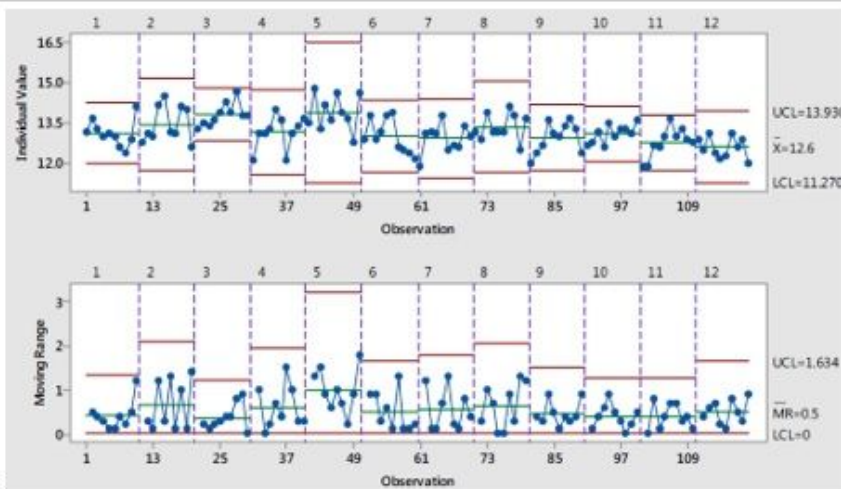 1 2 3 4 5 6 7 8 9 10 11 12
16.5
15.0
13.5
12.0
Individual Value
UCL=13.930
X=12.6
LCL=11.270
1 13 25 37 49 61 73 85 97 109
Observation
1 2 3 4 5 6 7 8 9 10 11 12
3
2
1
0
Moving Range
UCL=1.634
MR=0.5
LCL=0
1 13 25 37 49 61 73 85 97 109
Observation